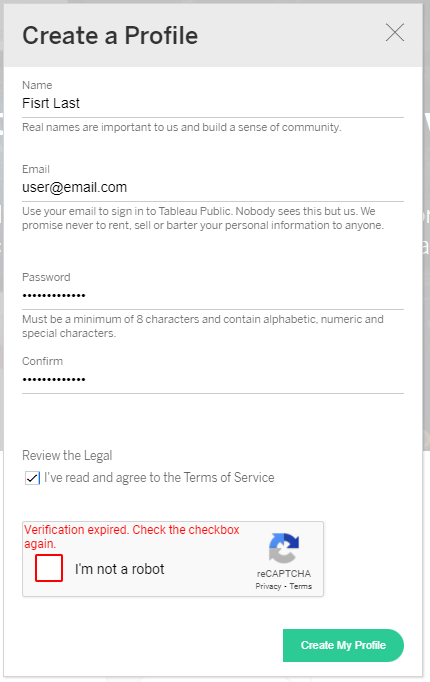 Create a Profile
Name
Fisrt Last
Real names are important to us and build a sense of community.
Email
user@email.com
Use your email to sign in to Tableau Public. Nobody sees this but us. We
promise never to rent, sell or barter your personal information to anyone.
Password
•••••••••••••
Must be a minimum of 8 characters and contain alphabetic, numeric and
special characters.
Confirm
•••••••••••••
Review the Legal
I've read and agree to the Terms of Service
Verification expired. Check the checkbox
again.
I'm not a robot
reCAPTCHA
Privacy - Terms
Create My Profile